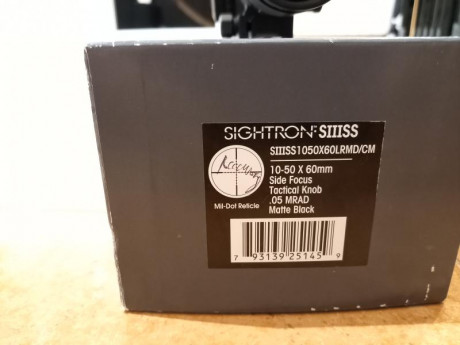 SIGHTRON SIIISS
SIIISS1050X60LRMD/CM
10-50 X 60mm
Side Focus
Tactical Knob
.05 MRAD
Matte Black
Mil-Dot Reticle
7 93139 25145 9